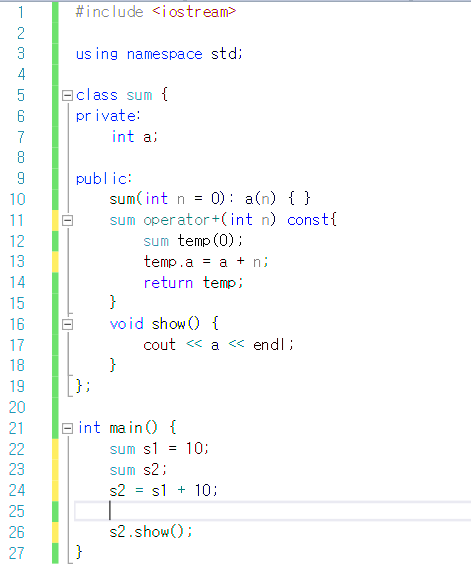 1 #include <iostream>
2
3 using namespace std;
4
5 class sum {
6 private:
7     int a;
8
9 public:
10     sum(int n = 0): a(n) { }
11     sum operator+(int n) const{
12         sum temp(0);
13         temp.a = a + n;
14         return temp;
15     }
16     void show() {
17         cout << a << endl;
18     }
19 };
20
21 int main() {
22     sum s1 = 10;
23     sum s2;
24     s2 = s1 + 10;
25
26     s2.show();
27 }